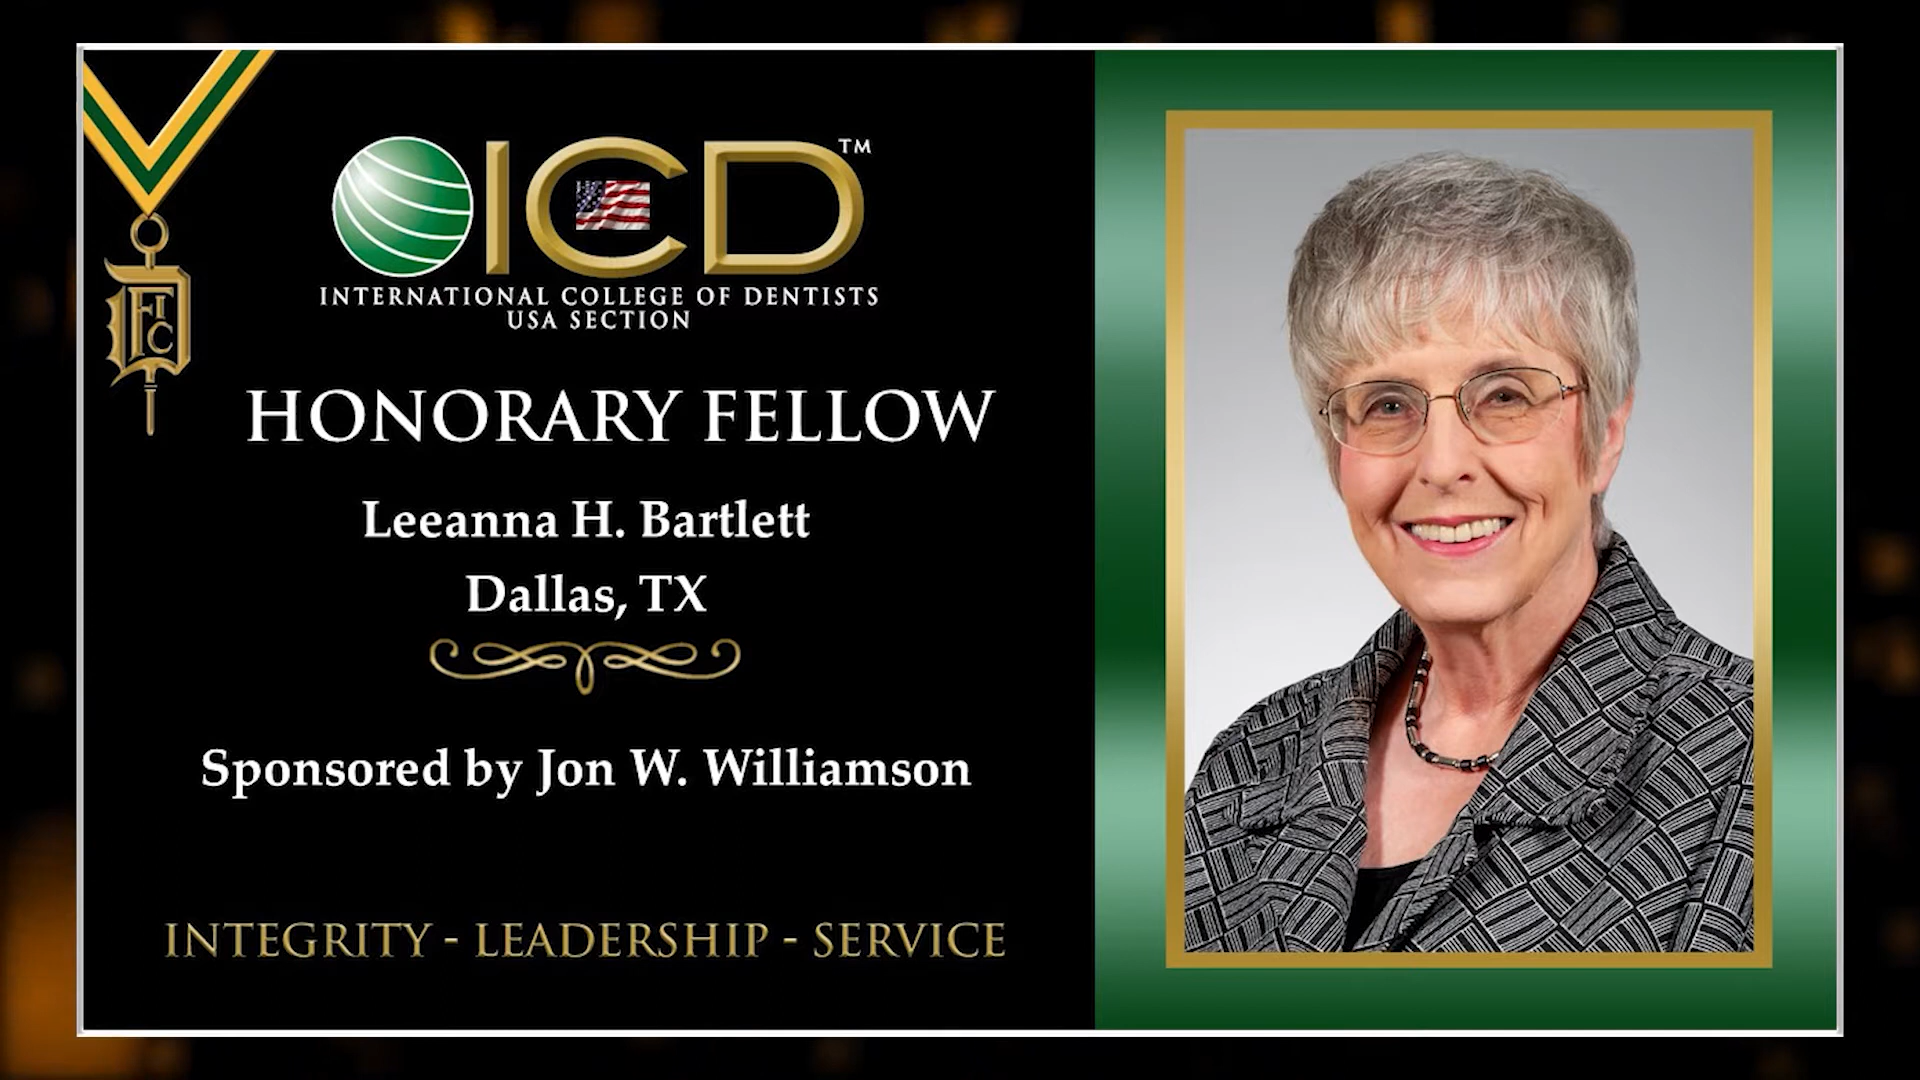 ICD™
INTERNATIONAL COLLEGE OF DENTISTS
USA SECTION
HONORARY FELLOW
Leeanna H. Bartlett
Dallas, TX
Sponsored by Jon W. Williamson
INTEGRITY - LEADERSHIP - SERVICE